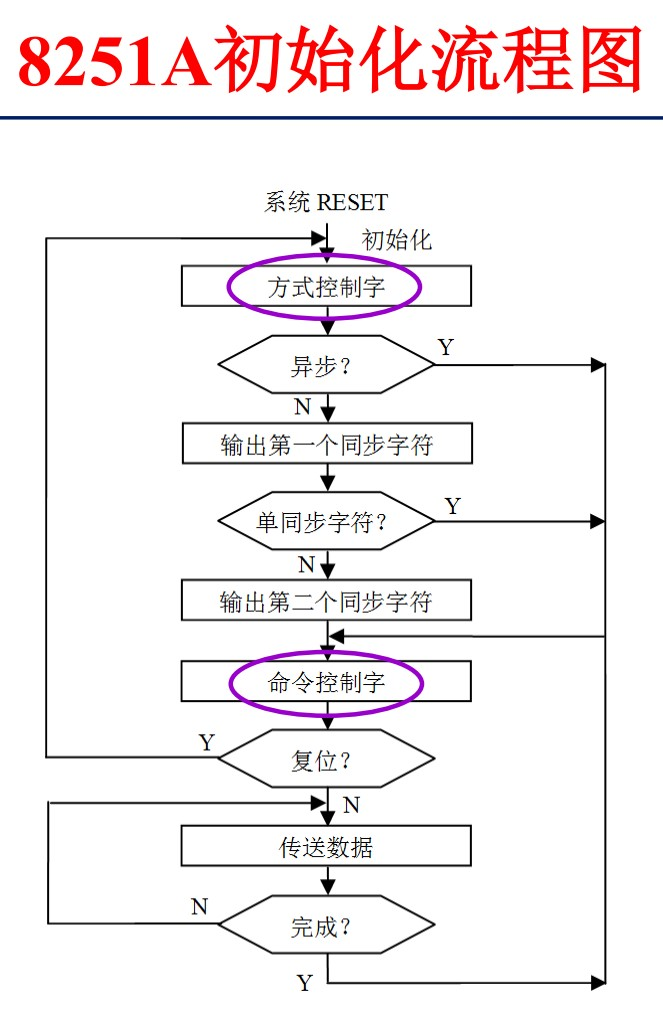 8251A初始化流程图
系统 RESET
初始化
方式控制字
异步？
Y
N
输出第一个同步字符
单同步字符？
Y
N
输出第二个同步字符
命令控制字
Y
复位？
N
传送数据
N
完成？
Y